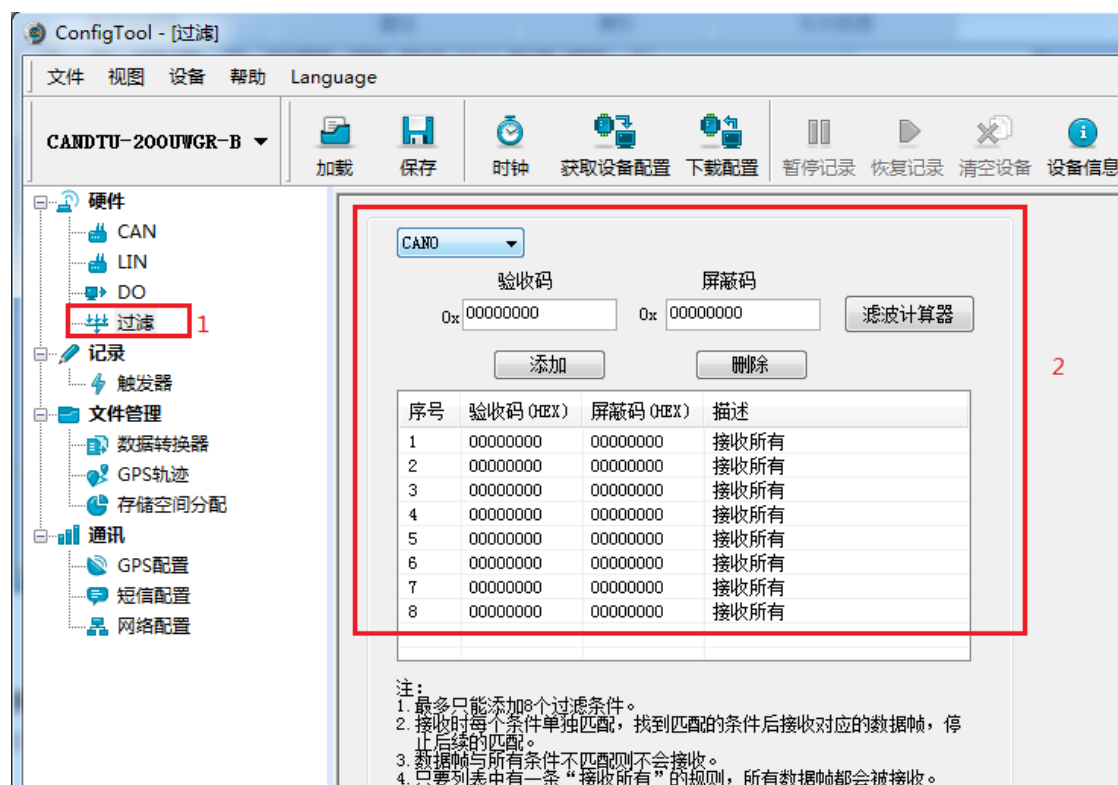 ConfigTool - [过滤]
文件 视图 设备 帮助 Language
CANDTU-200UWGR-B
加载 保存 时钟 获取设备配置 下载配置 暂停记录 恢复记录 清空设备 设备信息
硬件
CAN
LIN
DO
过滤 1
记录
触发器
文件管理
数据转换器
GPS轨迹
存储空间分配
通讯
GPS配置
短信配置
网络配置
CAN0
验收码 屏蔽码
0x 00000000 0x 00000000 滤波计算器
添加 删除
2
序号 验收码(HEX) 屏蔽码(HEX) 描述
1 00000000 00000000 接收所有
2 00000000 00000000 接收所有
3 00000000 00000000 接收所有
4 00000000 00000000 接收所有
5 00000000 00000000 接收所有
6 00000000 00000000 接收所有
7 00000000 00000000 接收所有
8 00000000 00000000 接收所有
注:
1.最多只能添加8个过滤条件。
2.接收时每个条件单独匹配，找到匹配的条件后接收对应的数据帧，停
止后续的匹配。
3.数据帧与所有条件不匹配则不会接收。
4.只要列表中有一条“接收所有”的规则，所有数据帧都会被接收。